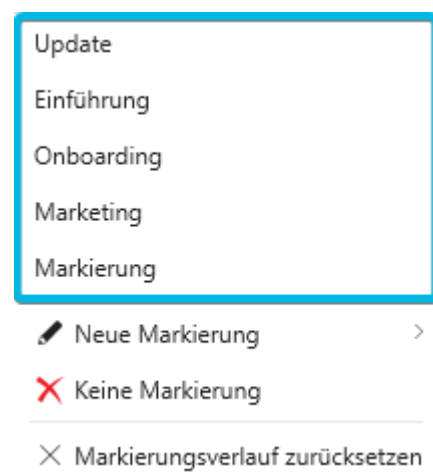 Update
Einführung
Onboarding
Marketing
Markierung
Neue Markierung
Keine Markierung
Markierungsverlauf zurücksetzen